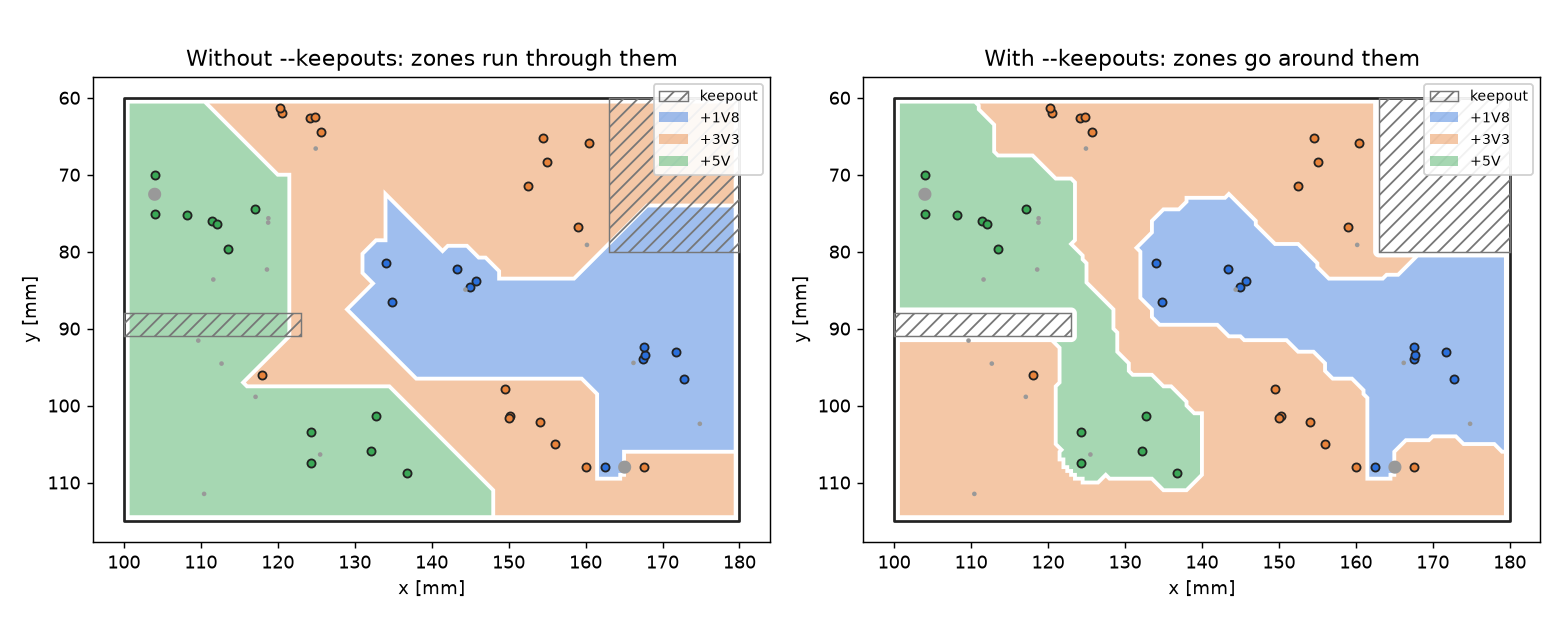 Without --keepouts: zones run through them
60
70
80
90
100
110
y [mm]
100
110
120
130
140
150
160
170
180
x [mm]
keepout
+1V8
+3V3
+5V
With --keepouts: zones go around them
60
70
80
90
100
110
y [mm]
100
110
120
130
140
150
160
170
180
x [mm]
keepout
+1V8
+3V3
+5V